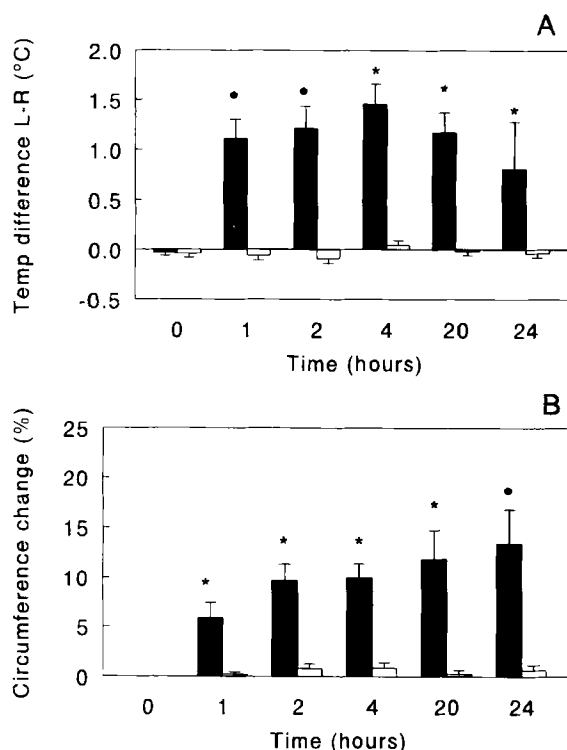 A
Temp difference L-R (°C)
2.0
1.5
1.0
0.5
0.0
-0.5
* * *
0 1 2 4 20 24
Time (hours)
B
Circumference change (%)
25
20
15
10
5
0
* * * *
0 1 2 4 20 24
Time (hours)